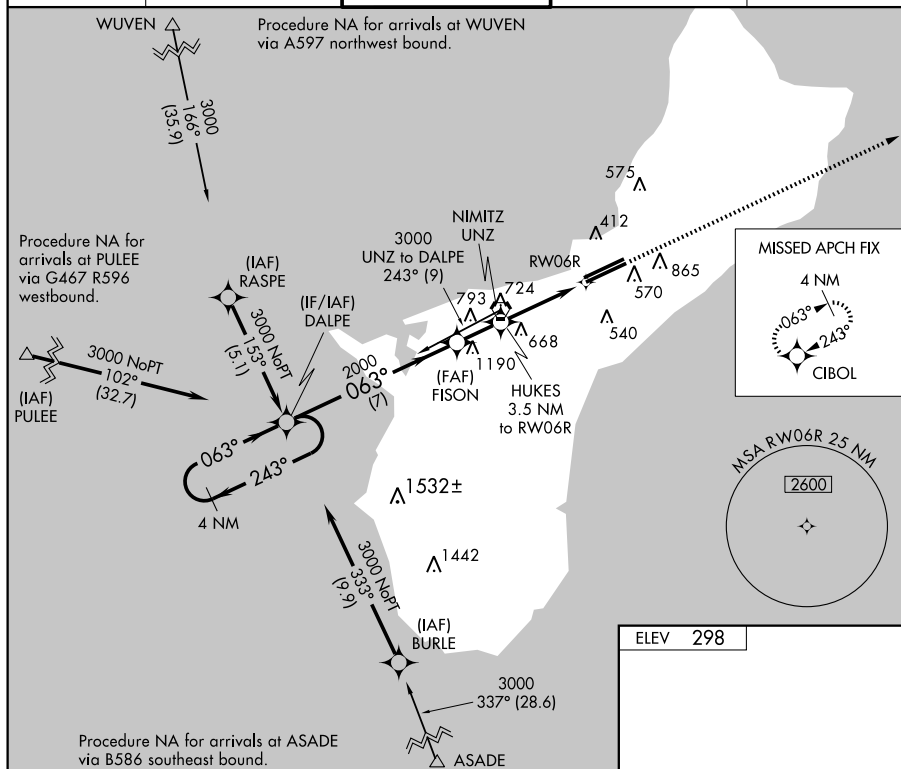 WUVEN
Procedure NA for arrivals at WUVEN
via A597 northwest bound.
3000
166°
(35.9)
575
NIMITZ
UNZ
412
3000
UNZ to DALPE
243° (9)
RW06R
Procedure NA for
arrivals at PULEE
via G467 R596
westbound.
MISSED APCH FIX
4 NM
063°
243°
CIBOL
(IAF)
RASPE
(IF/IAF)
DALPE
865
570
793
724
540
668
3000 NoPT
153°
(5.1)
3000 NoPT
102°
(32.7)
(IAF)
PULEE
2000
063°
(7)
(FAF)
FISON
1190
HUKES
3.5 NM
to RW06R
063°
243°
4 NM
MSA RW06R 25 NM
2600
1532±
1442
3000 NoPT
333°
(9.9)
(IAF)
BURLE
ELEV 298
3000
337° (28.6)
Procedure NA for arrivals at ASADE
via B586 southeast bound.
ASADE